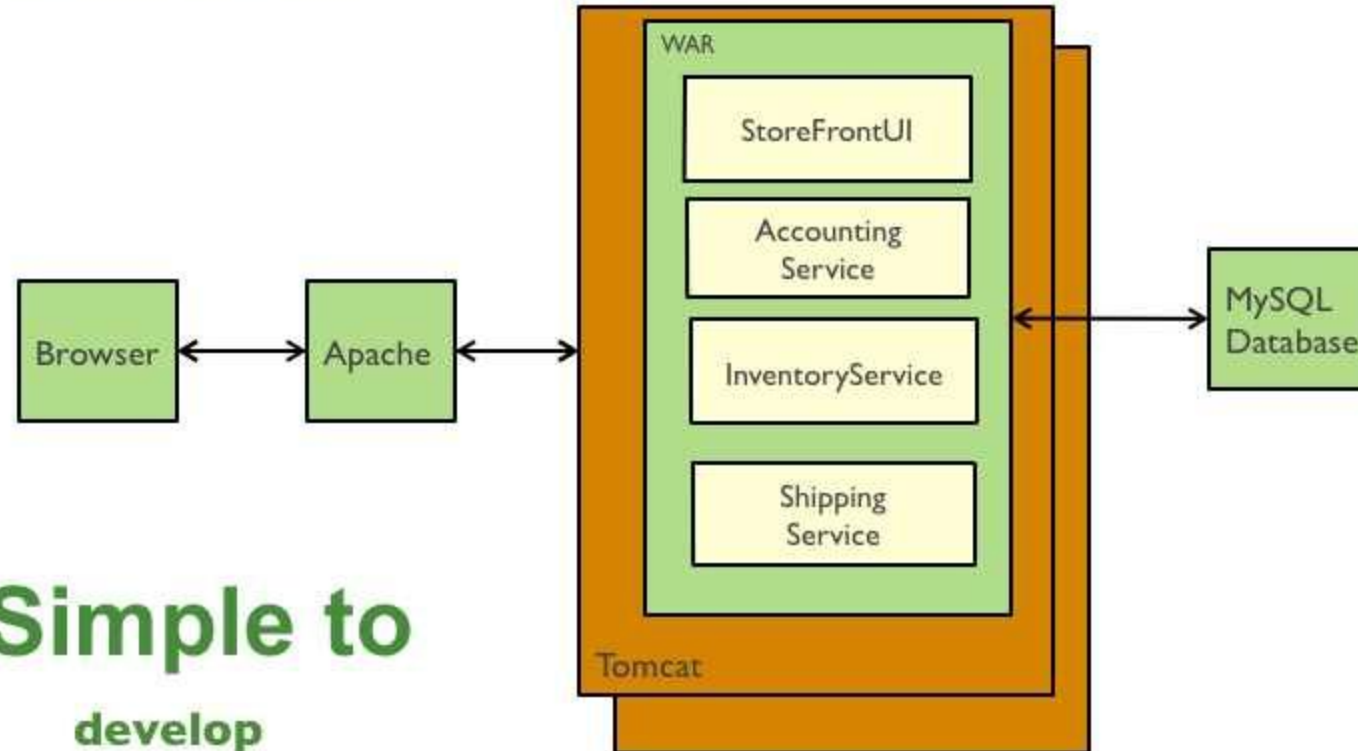 WAR
StoreFrontUI
Accounting
Service
InventoryService
Shipping
Service
Tomcat
Browser
Apache
MySQL
Database
Simple to
develop